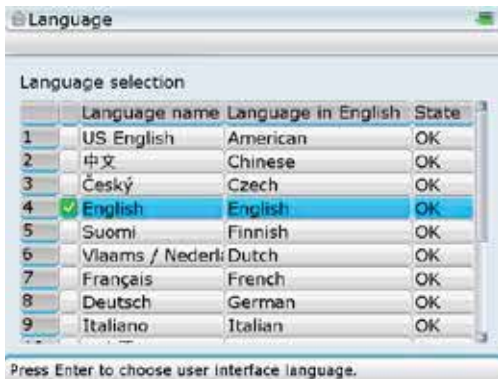 Language
Language selection
Language name Language in English State
1 US English American OK
2 中文 Chinese OK
3 Český Czech OK
4 English English OK
5 Suomi Finnish OK
6 Vlaams / Nederl Dutch OK
7 Français French OK
8 Deutsch German OK
9 Italiano Italian OK
Press Enter to choose user interface language.